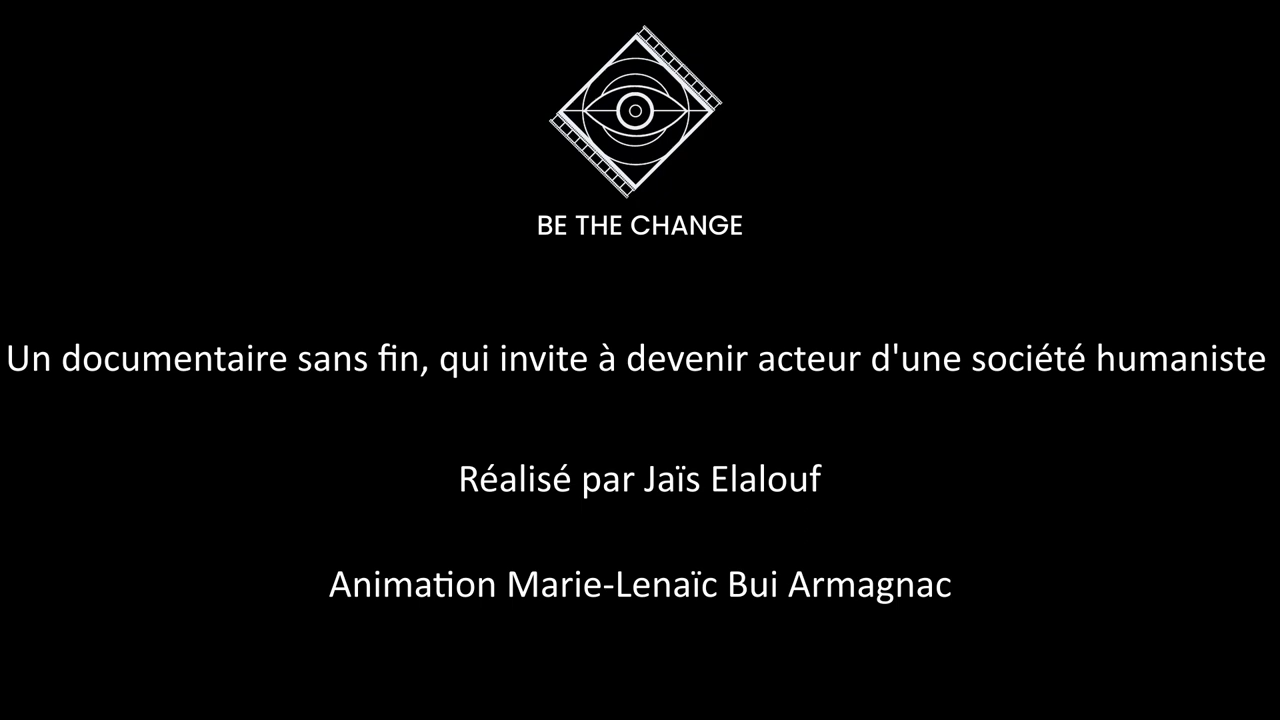 BE THE CHANGE
Un documentaire sans fin, qui invite à devenir acteur d'une société humaniste
Réalisé par Jaïs Elalouf
Animation Marie-Lenaïc Bui Armagnac